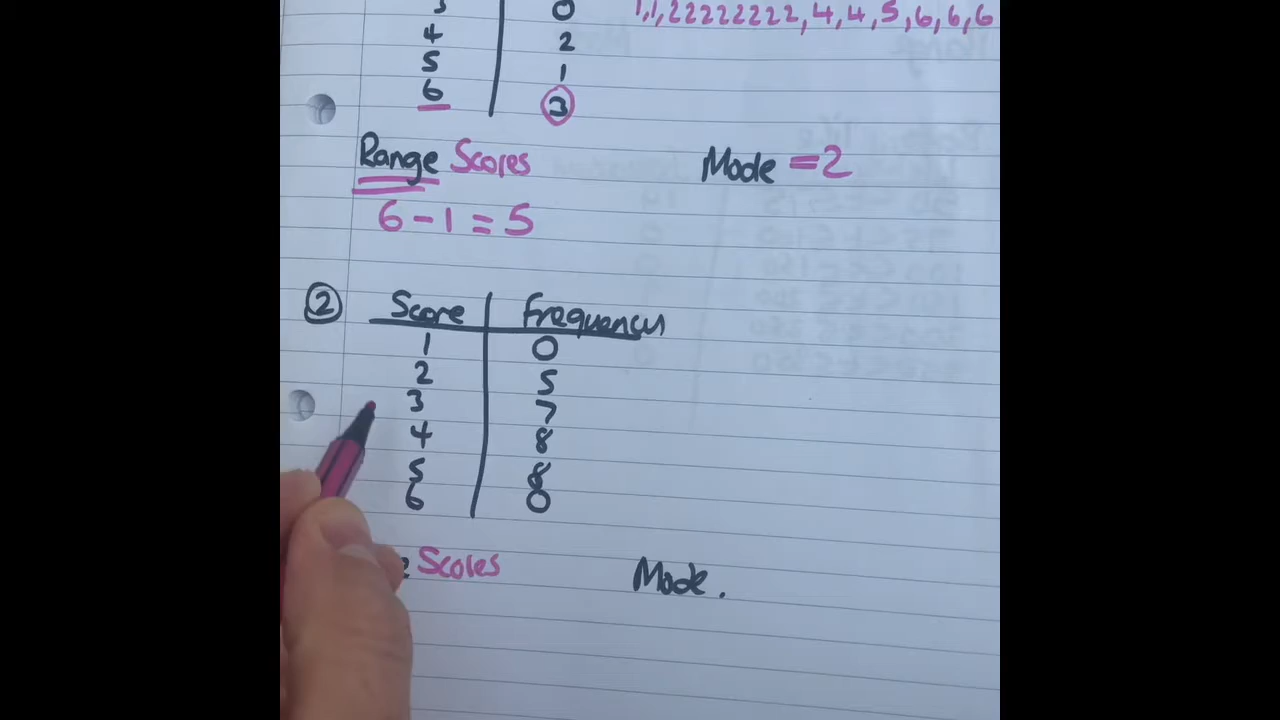 0 1,1,22222222,4,4,5,6,6,6
4 2
5 1
6 3
Range Scores Mode = 2
6 - 1 = 5
2 Score Frequency
1 0
2 5
3 7
4 8
5 8
6 0
Scores Mode.